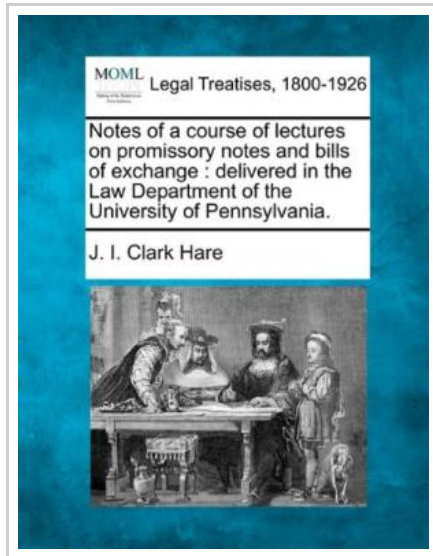 MOML
Legal Treatises, 1800-1926
Notes of a course of lectures
on promissory notes and bills
of exchange : delivered in the
Law Department of the
University of Pennsylvania.
J. I. Clark Hare